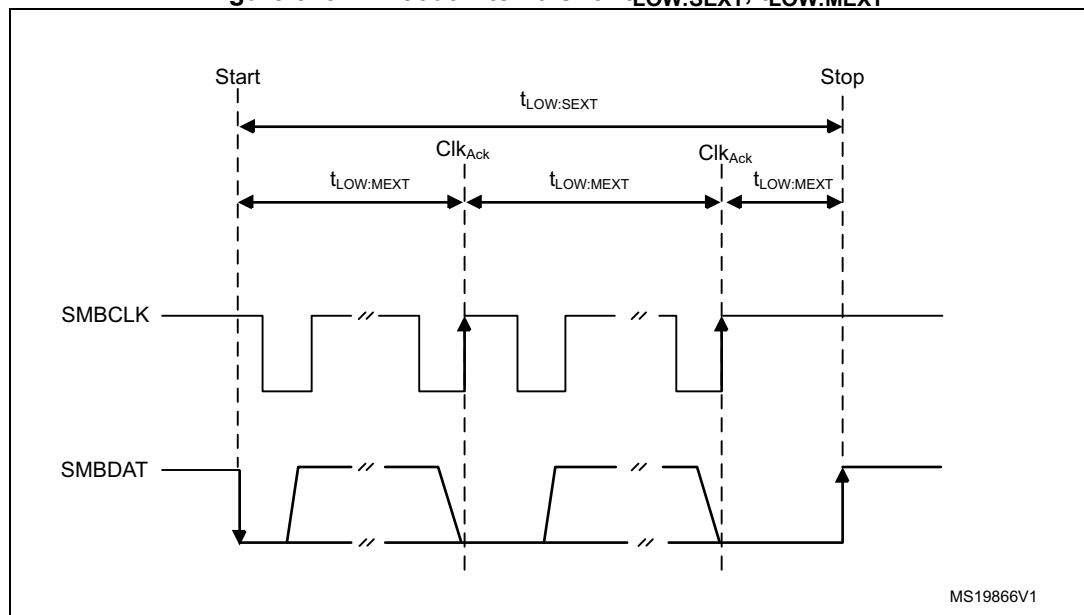 Start
Stop
tLOW:SEXT
ClkAck
ClkAck
tLOW:MEXT
tLOW:MEXT
tLOW:MEXT
SMBCLK
SMBDAT
MS19866V1